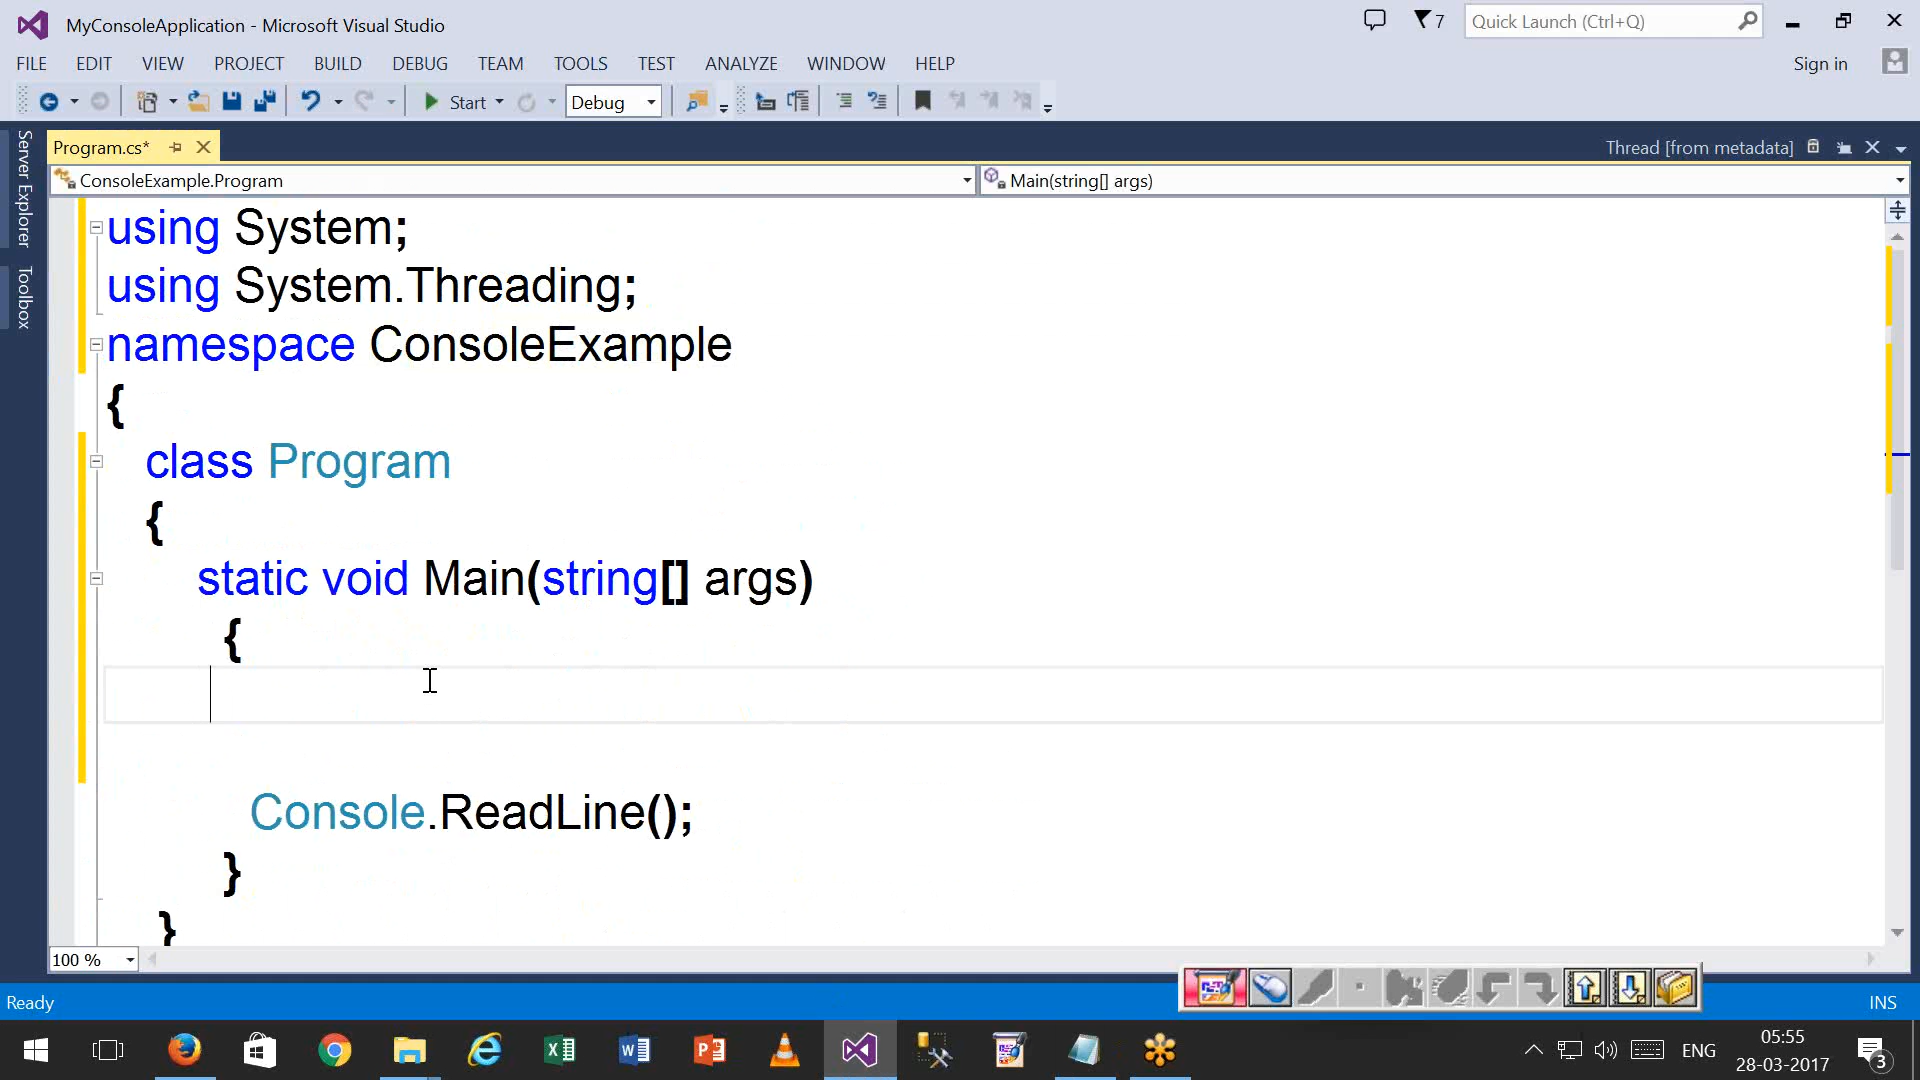 MyConsoleApplication - Microsoft Visual Studio
7
Quick Launch (Ctrl+Q)
FILE EDIT VIEW PROJECT BUILD DEBUG TEAM TOOLS TEST ANALYZE WINDOW HELP
Sign in
Start
Debug
Server Explorer
Toolbox
Program.cs*
Thread [from metadata]
ConsoleExample.Program
Main(string[] args)
using System;
using System.Threading;
namespace ConsoleExample
{
class Program
{
static void Main(string[] args)
{
Console.ReadLine();
}
}
100 %
Ready
INS
ENG
05:55
28-03-2017
3